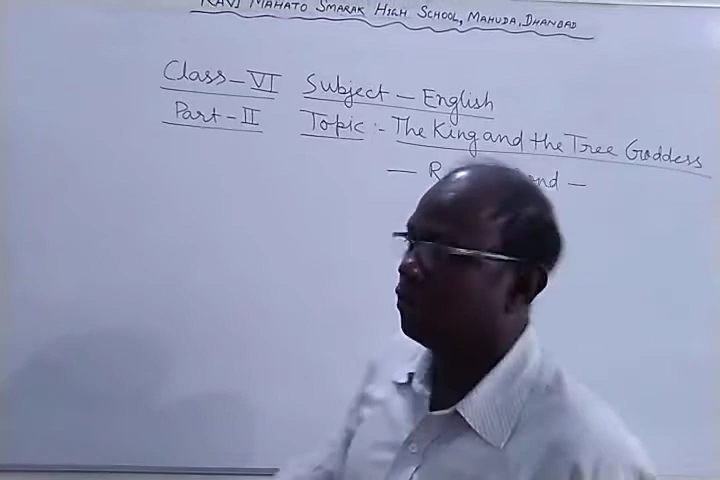 RAVI MAHATO SMARAK HIGH SCHOOL, MAHUDA, DHANBAD
Class-VI Subject - English
Part-II Topic :- The King and the Tree Goddess
— R